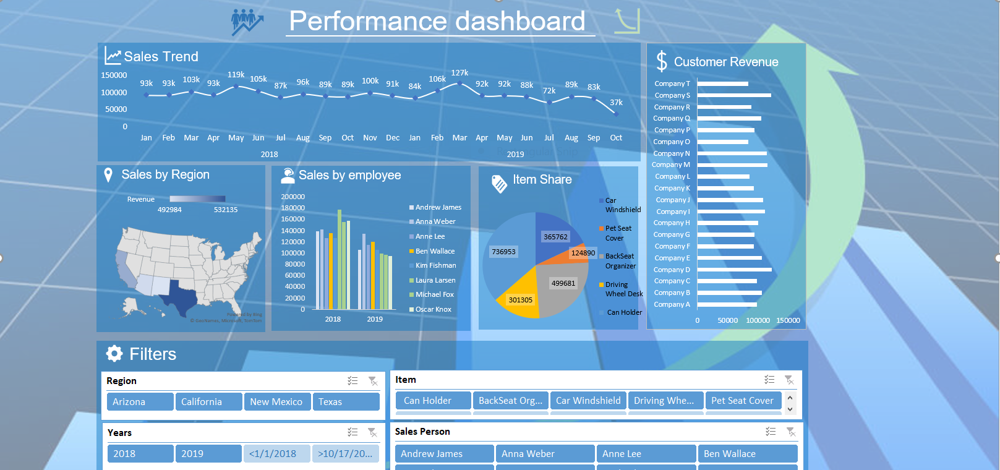 Performance dashboard
Sales Trend
150000
100000
50000
0
93k 93k 103k 93k 119k 105k 87k 96k 89k 89k 100k 91k 84k 106k 127k 92k 92k 88k 72k 89k 83k 37k
Jan Feb Mar Apr May Jun Jul Aug Sep Oct Nov Dec Jan Feb Mar Apr May Jun Jul Aug Sep Oct
2018 2019
Customer Revenue
Company T
Company S
Company R
Company Q
Company P
Company O
Company N
Company M
Company L
Company K
Company J
Company I
Company H
Company G
Company F
Company E
Company D
Company C
Company B
Company A
0 50000 100000 150000
Sales by Region
Revenue
492984 532135
Powered by Bing
© GeoNames, Microsoft, TomTom
Sales by employee
200000
180000
160000
140000
120000
100000
80000
60000
40000
20000
0
2018 2019
Andrew James
Anna Weber
Anne Lee
Ben Wallace
Kim Fishman
Laura Larsen
Michael Fox
Oscar Knox
Item Share
365762
124890
499681
301305
736953
Car
Windshield
Pet Seat
Cover
BackSeat
Organizer
Driving
Wheel Desk
Can Holder
Filters
Region
Arizona California New Mexico Texas
Item
Can Holder BackSeat Org... Car Windshield Driving Whe... Pet Seat Cover
Years
2018 2019 <1/1/2018 >10/17/20...
Sales Person
Andrew James Anna Weber Anne Lee Ben Wallace